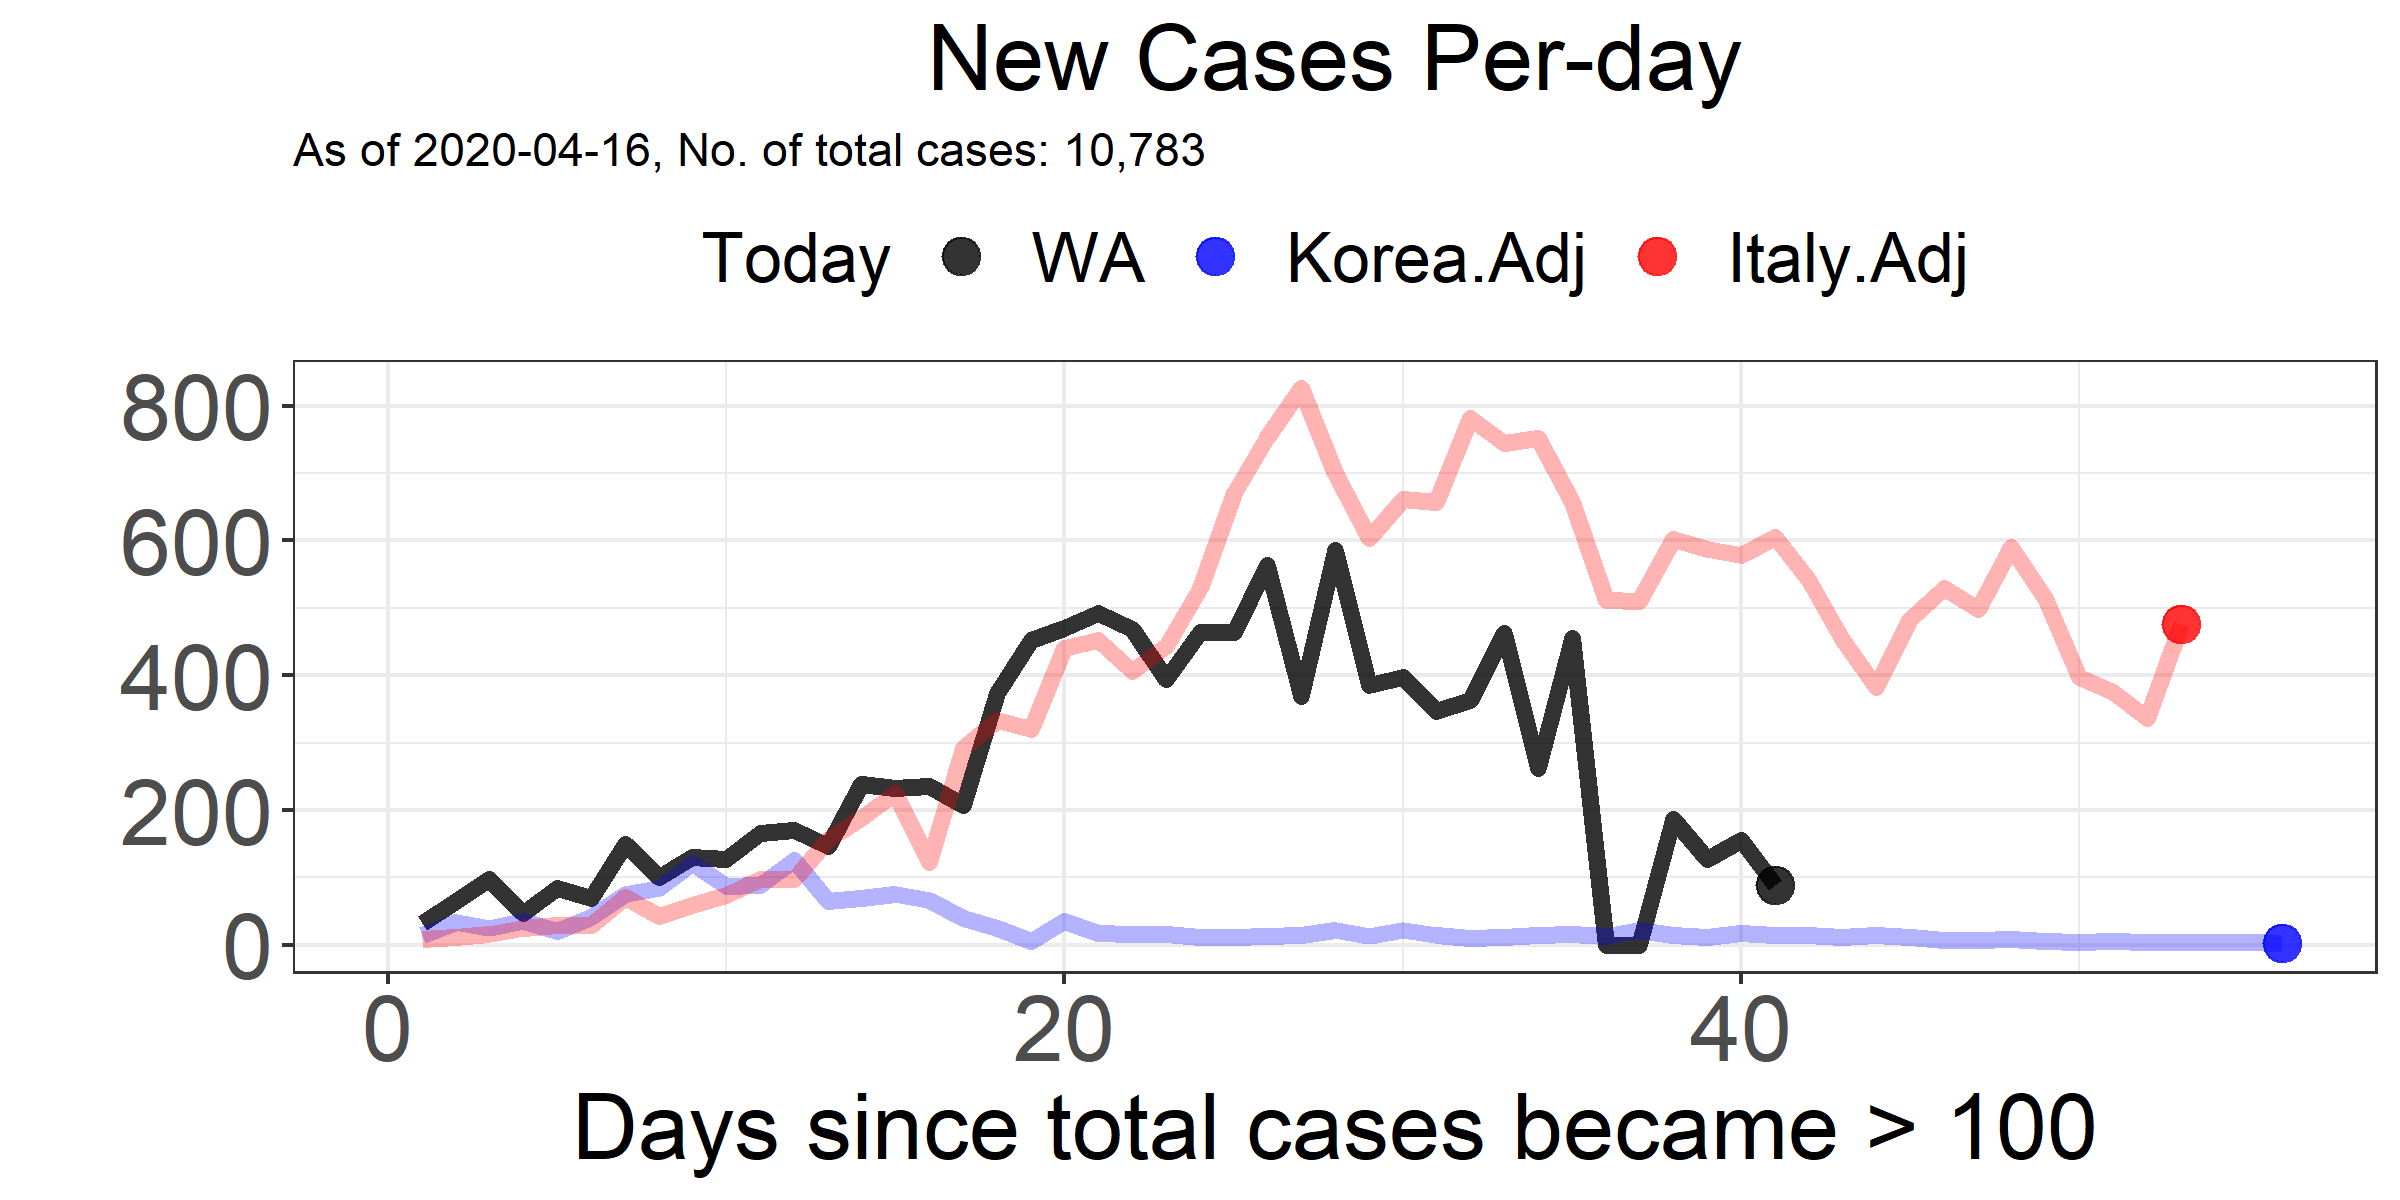 New Cases Per-day
As of 2020-04-16, No. of total cases: 10,783
Today WA Korea.Adj Italy.Adj
800
600
400
200
0
0 20 40
Days since total cases became > 100